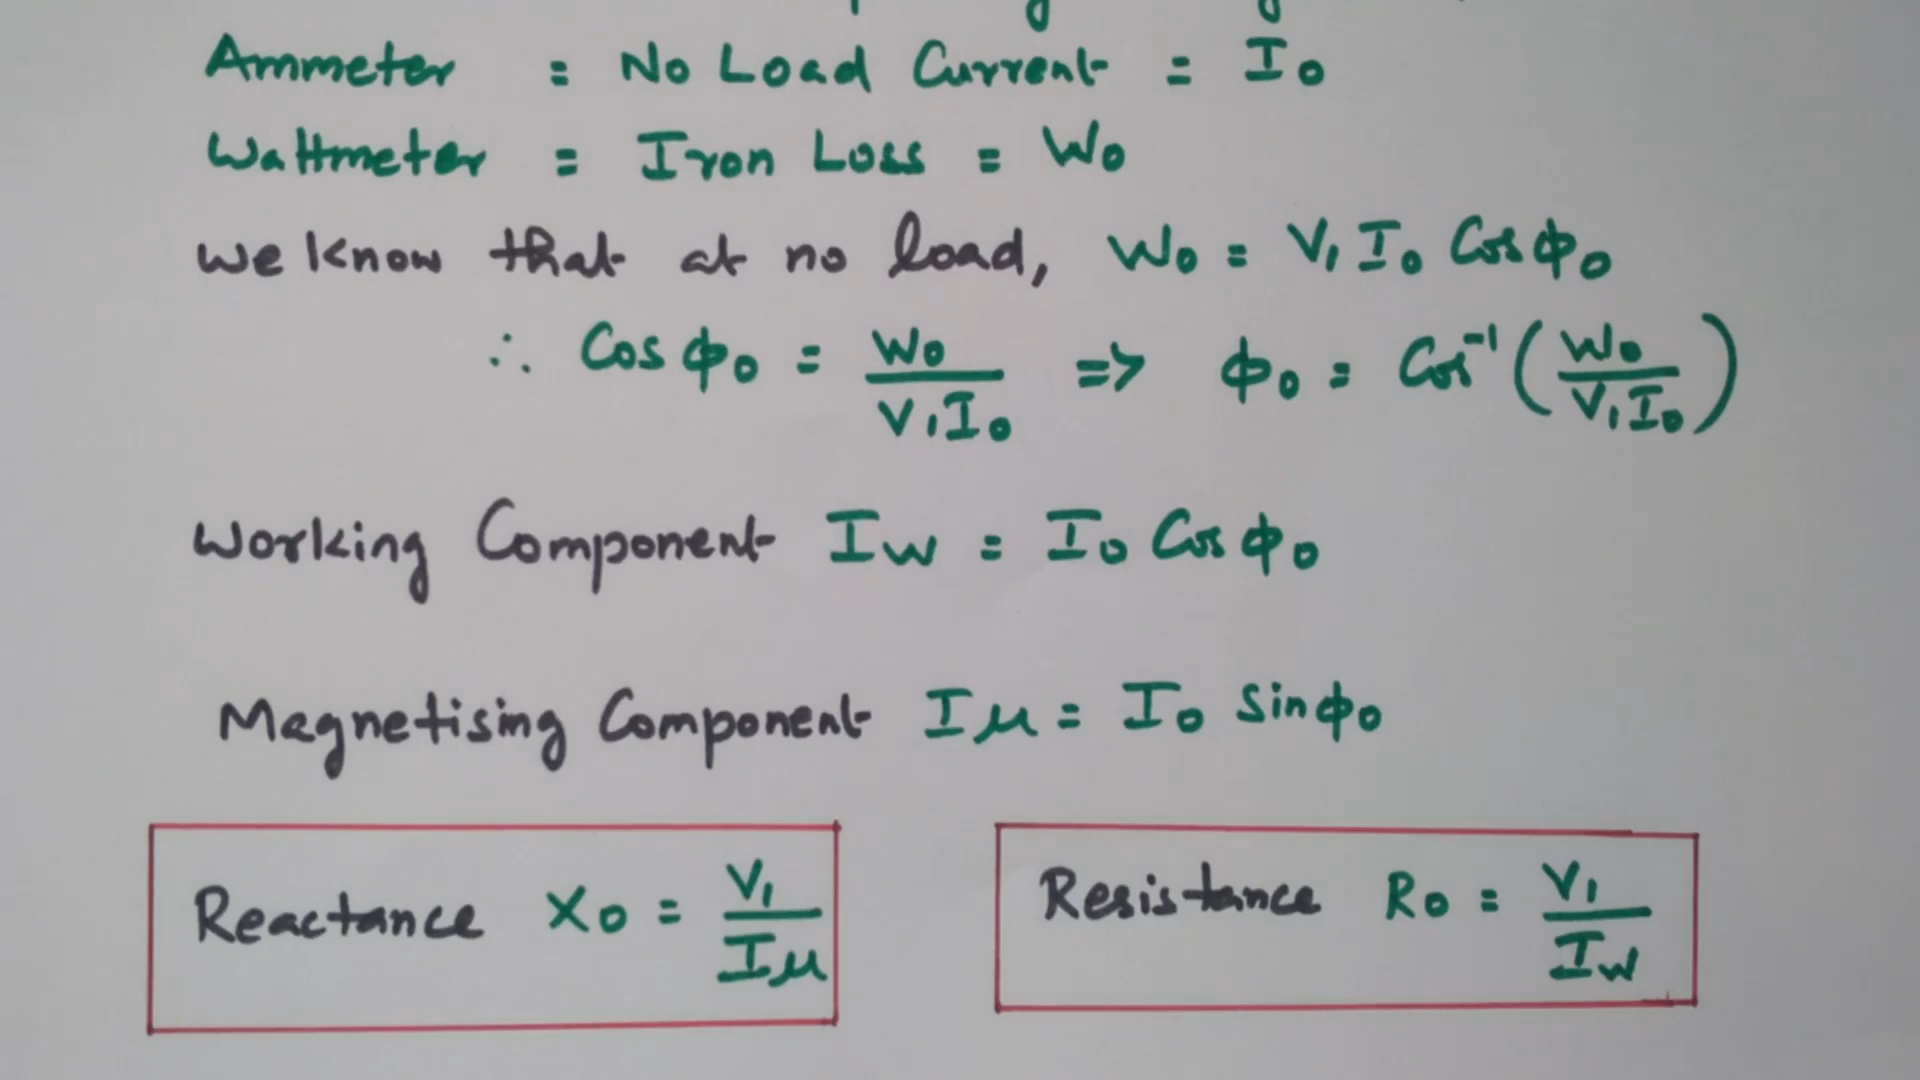 Ammeter = No Load Current = I₀
Wattmeter = Iron Loss = W₀
we know that at no load, W₀ = V₁ I₀ Cos ϕ₀
∴ Cos ϕ₀ = W₀/V₁I₀ => ϕ₀ = Cos⁻¹ (W₀/V₁I₀)
Working Component Iw = I₀ Cos ϕ₀
Magnetising Component Iμ = I₀ sin ϕ₀
Reactance X₀ = V₁/Iμ
Resistance R₀ = V₁/Iw